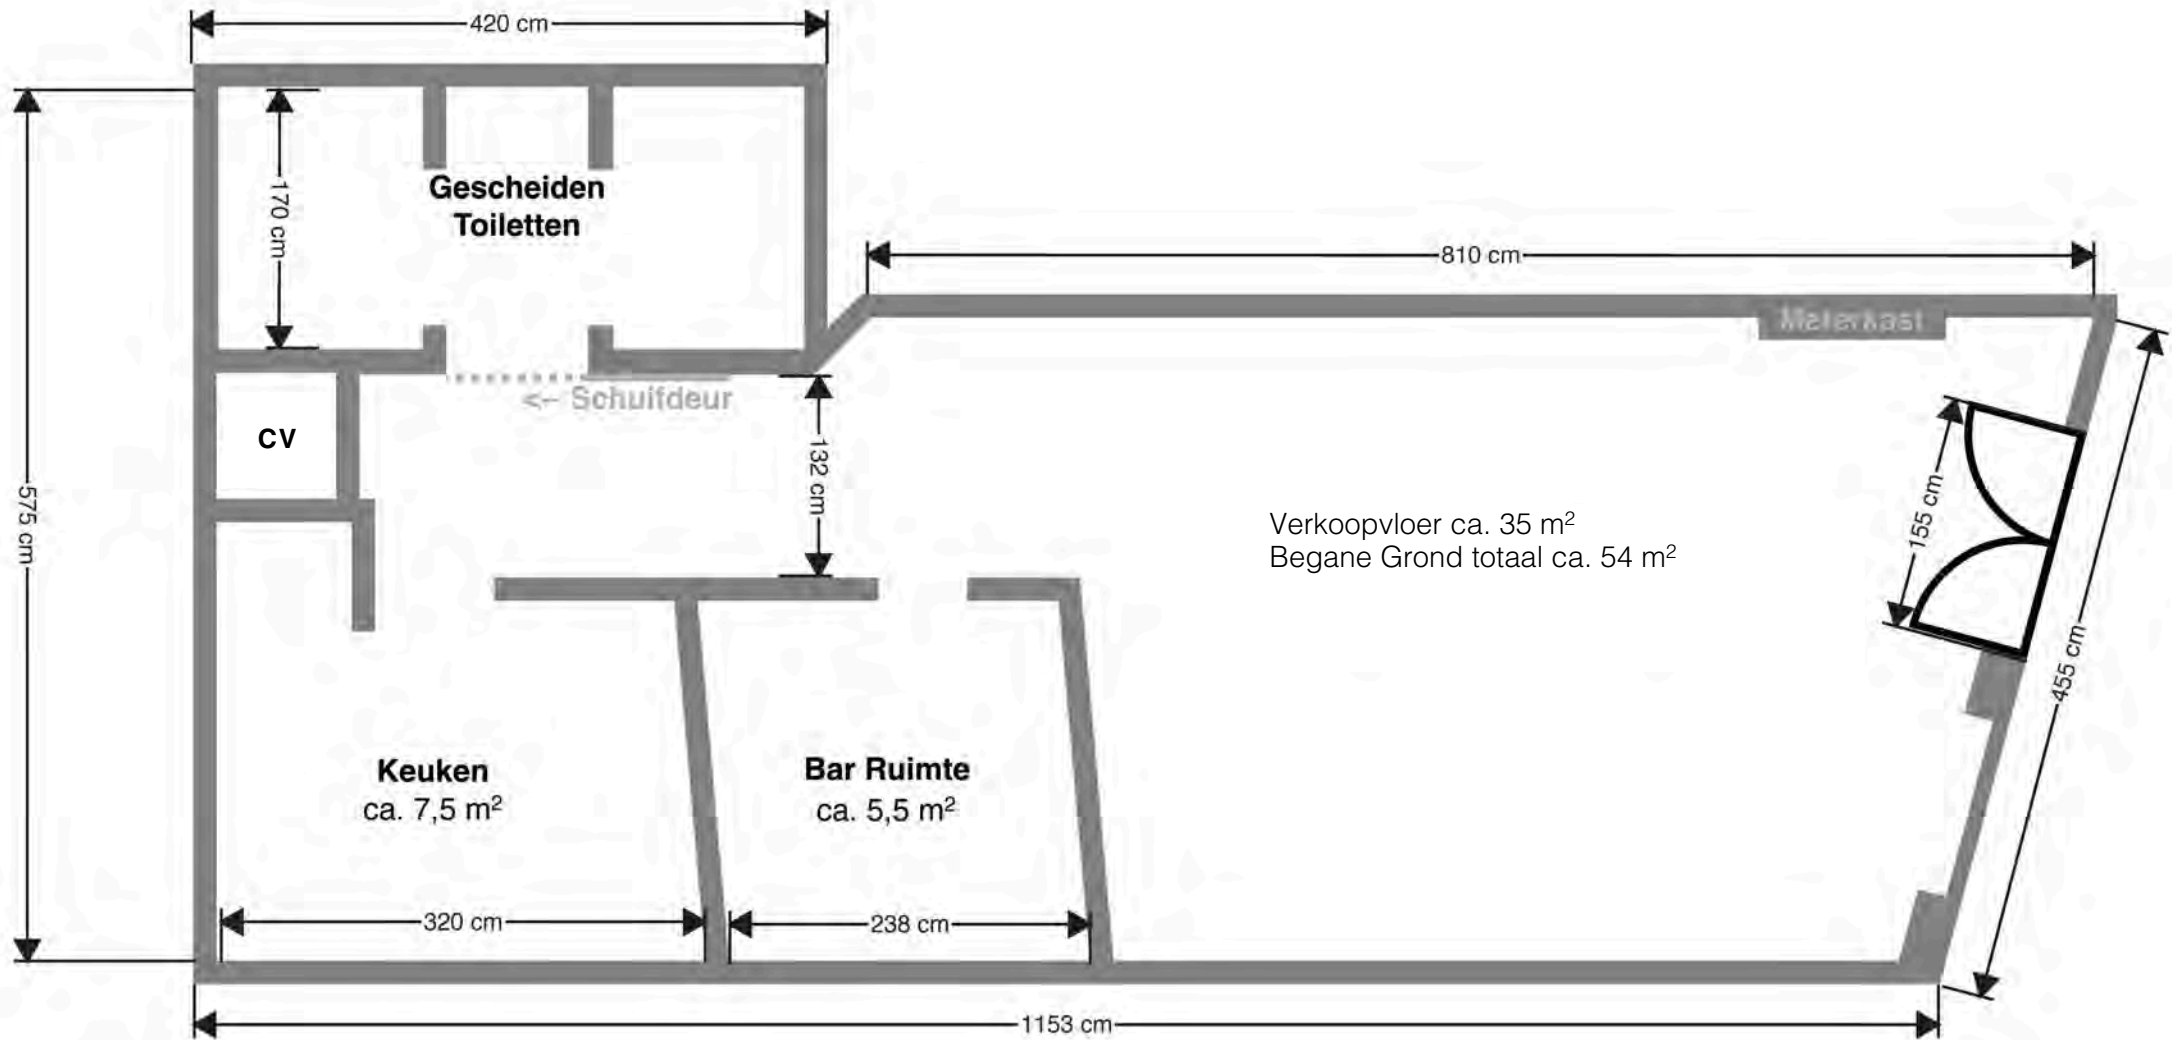 420 cm
170 cm
Gescheiden
Toiletten
810 cm
Meterkast
<-- Schuifdeur
CV
132 cm
575 cm
155 cm
Verkoopvloer ca. 35 m²
Begane Grond totaal ca. 54 m²
455 cm
Keuken
ca. 7,5 m²
Bar Ruimte
ca. 5,5 m²
320 cm
238 cm
1153 cm